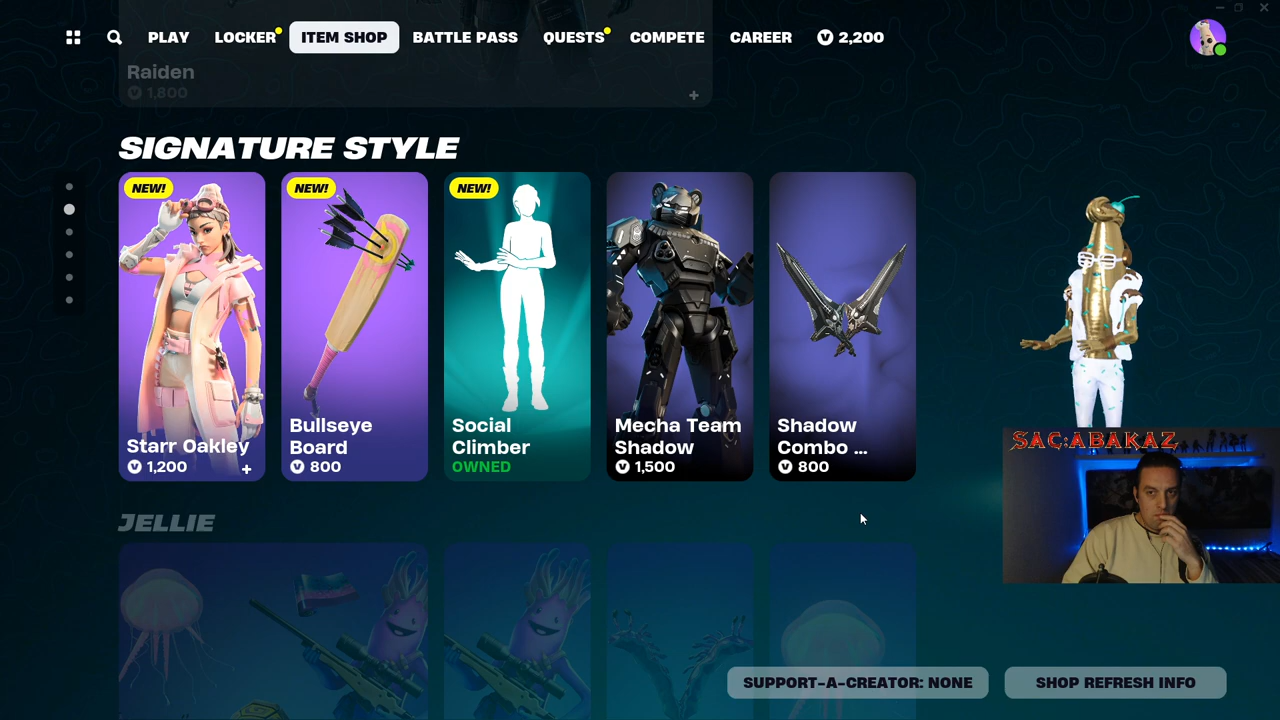 PLAY LOCKER ITEM SHOP BATTLE PASS QUESTS COMPETE CAREER 2,200
Raiden
1,800
SIGNATURE STYLE
NEW!
Starr Oakley
1,200
NEW!
Bullseye
Board
800
NEW!
Social
Climber
OWNED
Mecha Team
Shadow
1,500
Shadow
Combo ...
800
SAC:ABAKAZ
JELLIE
SUPPORT-A-CREATOR: NONE
SHOP REFRESH INFO